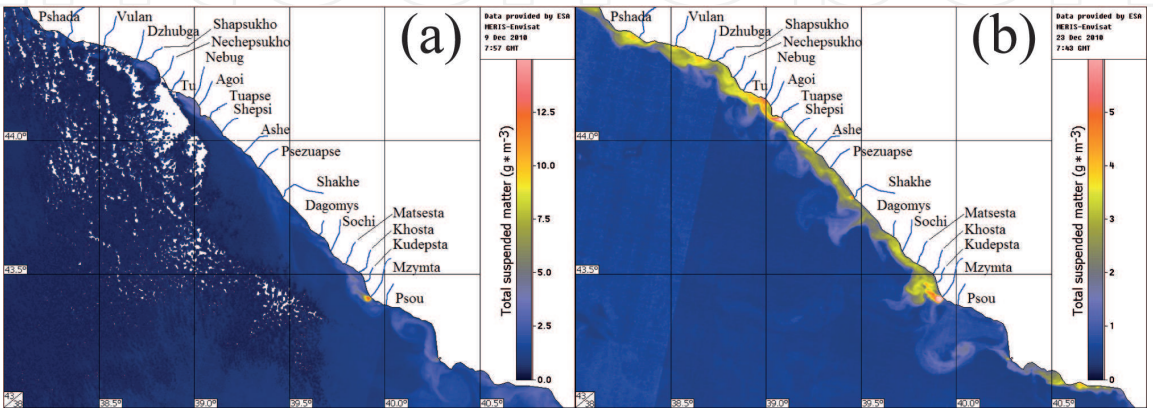 (a)
Data provided by ESA
MERIS-Envisat
9 Dec 2010
7:57 GMT
Pshada
Vulan
Dzhubga
Shapsukho
Nechepsukho
Nebug
Tu
Agoi
Tuapse
Shepsi
Ashe
Psezuapse
Shakhe
Dagomys
Sochi
Matsesta
Khosta
Kudepsta
Mzymta
Psou
44.0°
43.5°
43
38
38.5°
39.0°
39.5°
40.0°
40.5°
Total suspended matter (g * m-3)
12.5
10.0
7.5
5.0
2.5
0.0
(b)
Data provided by ESA
MERIS-Envisat
23 Dec 2010
7:43 GMT
Pshada
Vulan
Dzhubga
Shapsukho
Nechepsukho
Nebug
Tu
Agoi
Tuapse
Shepsi
Ashe
Psezuapse
Shakhe
Dagomys
Sochi
Matsesta
Khosta
Kudepsta
Mzymta
Psou
44.0°
43.5°
43
38
38.5°
39.0°
39.5°
40.0°
40.5°
Total suspended matter (g * m-3)
5
4
3
2
1
0